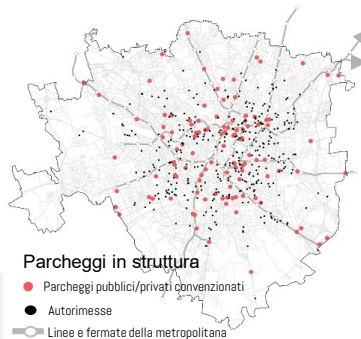 Parcheggi in struttura
Parcheggi pubblici/privati convenzionati
Autorimesse
Linee e fermate della metropolitana